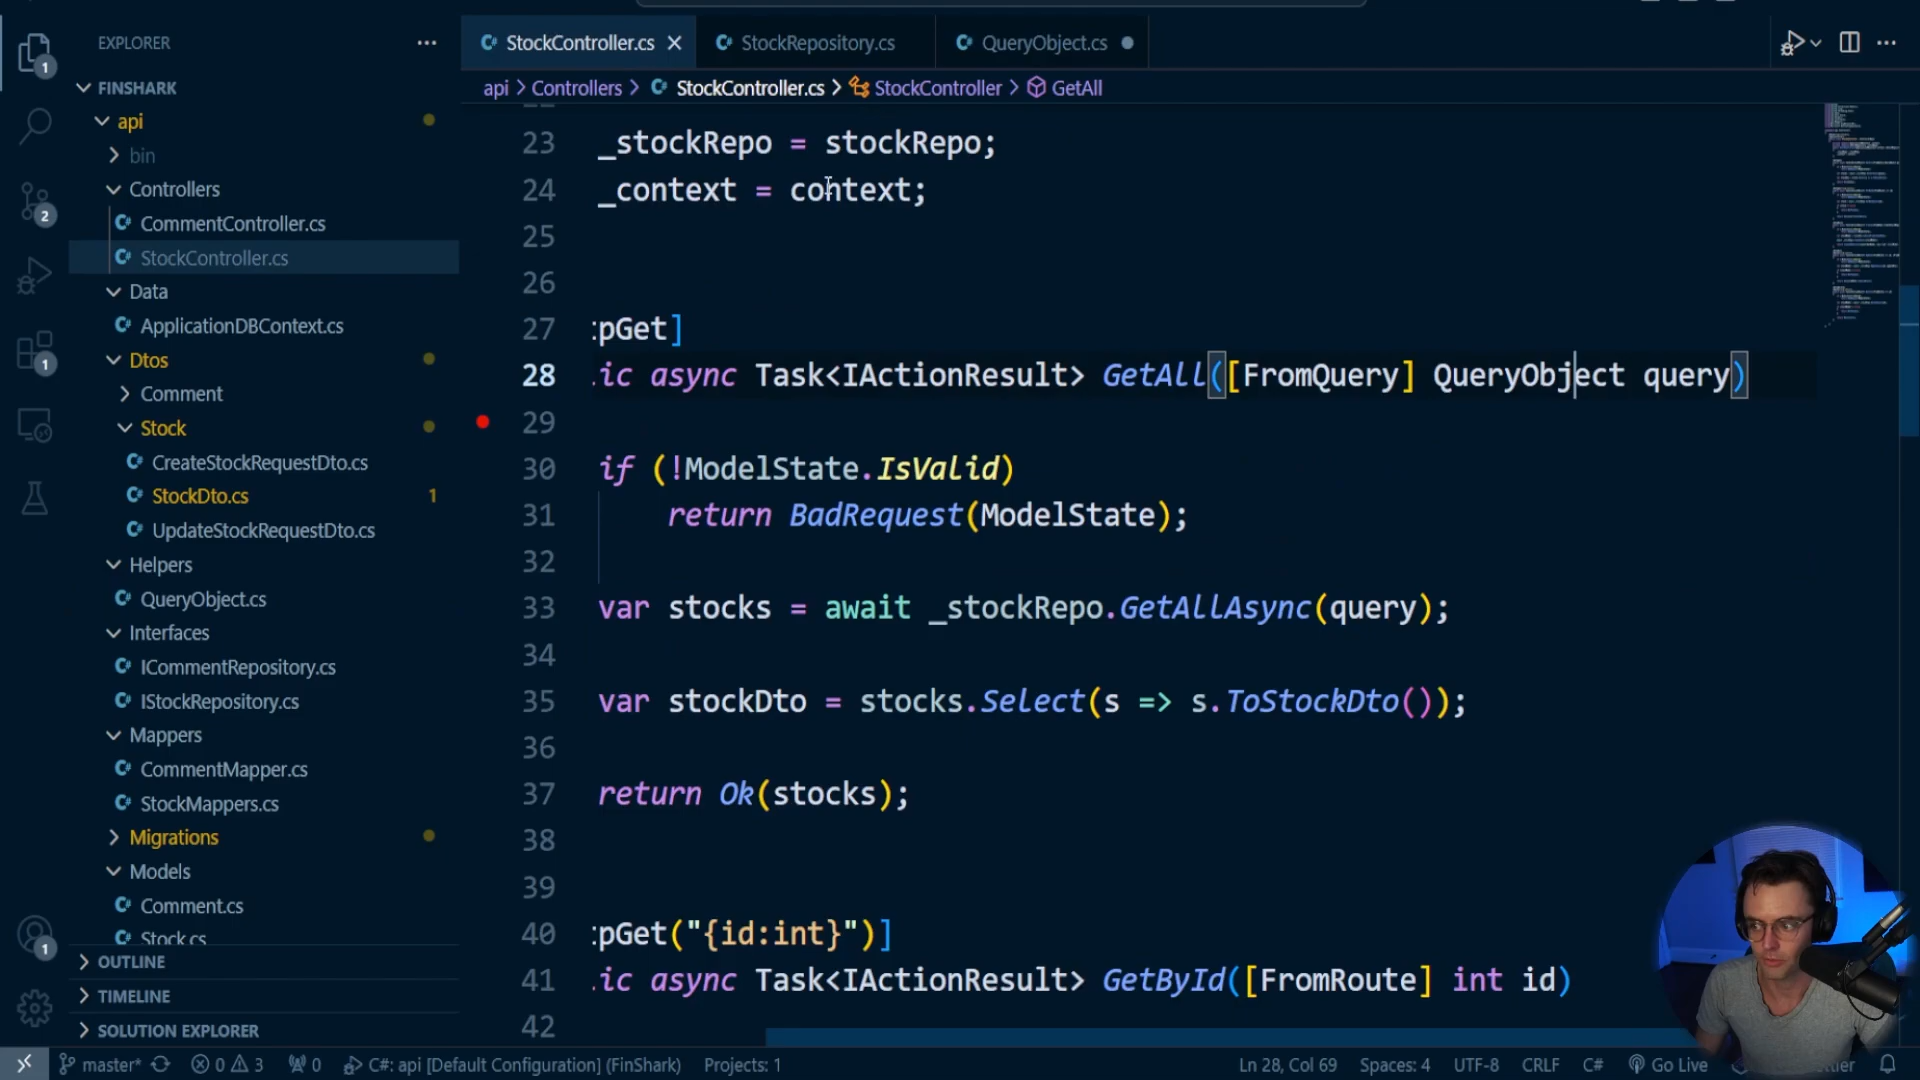 EXPLORER
FINSHARK
api
bin
Controllers
CommentController.cs
StockController.cs
Data
ApplicationDBContext.cs
Dtos
Comment
Stock
CreateStockRequestDto.cs
StockDto.cs 1
UpdateStockRequestDto.cs
Helpers
QueryObject.cs
Interfaces
ICommentRepository.cs
IStockRepository.cs
Mappers
CommentMapper.cs
StockMappers.cs
Migrations
Models
Comment.cs
Stock.cs
OUTLINE
TIMELINE
SOLUTION EXPLORER
1
2
1
1
StockController.cs
StockRepository.cs
QueryObject.cs
api > Controllers > StockController.cs > StockController > GetAll
23 _stockRepo = stockRepo;
24 _context = context;
25
26
27 :pGet]
28 .ic async Task<IActionResult> GetAll([FromQuery] QueryObject query)
29
30 if (!ModelState.IsValid)
31 return BadRequest(ModelState);
32
33 var stocks = await _stockRepo.GetAllAsync(query);
34
35 var stockDto = stocks.Select(s => s.ToStockDto());
36
37 return Ok(stocks);
38
39
40 :pGet("{id:int}")]
41 .ic async Task<IActionResult> GetById([FromRoute] int id)
42
master* 0 3 0 C#: api [Default Configuration] (FinShark) Projects: 1 Ln 28, Col 69 Spaces: 4 UTF-8 CRLF C# Go Live